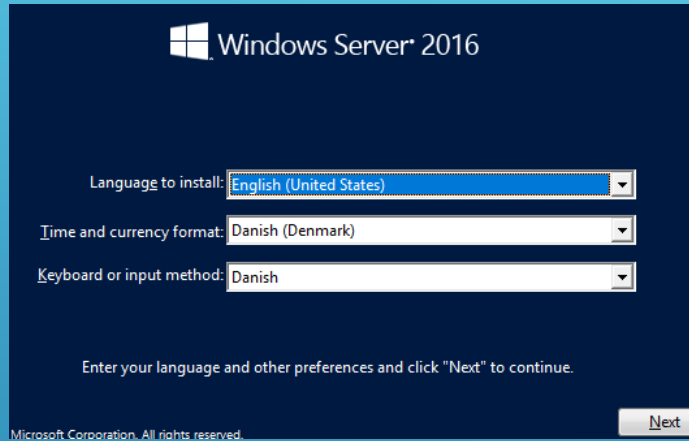 Windows Server® 2016
Language to install: English (United States)
Time and currency format: Danish (Denmark)
Keyboard or input method: Danish
Enter your language and other preferences and click "Next" to continue.
Next
Microsoft Corporation. All rights reserved.